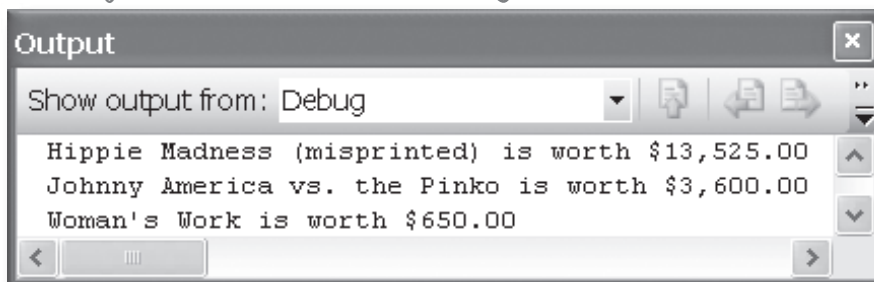 Output
Show output from: Debug
Hippie Madness (misprinted) is worth $13,525.00
Johnny America vs. the Pinko is worth $3,600.00
Woman's Work is worth $650.00